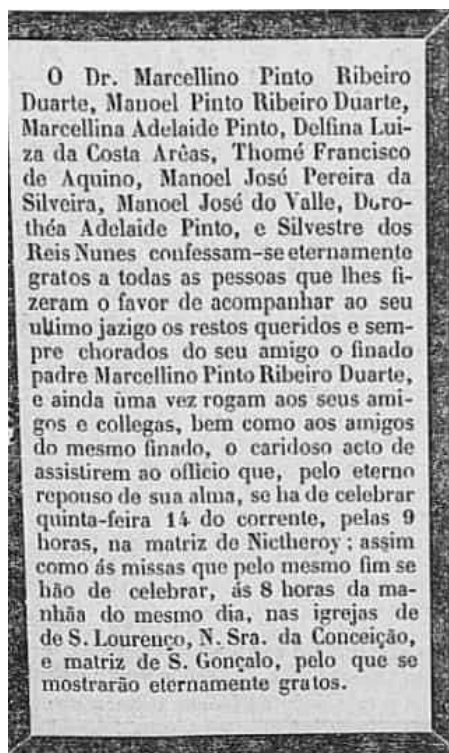 O Dr. Marcellino Pinto Ribeiro
Duarte, Manoel Pinto Ribeiro Duarte,
Marcellina Adelaide Pinto, Delfina Lui-
za da Costa Arêas, Thomé Francisco
de Aquino, Manoel José Pereira da
Silveira, Manoel José do Valle, Doro-
théa Adelaide Pinto, e Silvestre dos
Reis Nunes confessam-se eternamente
gratos a todas as pessoas que lhes fi-
zeram o favor de acompanhar ao seu
ultimo jazigo os restos queridos e sem-
pre chorados do seu amigo o finado
padre Marcellino Pinto Ribeiro Duarte,
e ainda uma vez rogam aos seus ami-
gos e collegas, bem como aos amigos
do mesmo finado, o caridoso acto de
assistirem ao officio que, pelo eterno
repouso de sua alma, se ha de celebrar
quinta-feira 14 do corrente, pelas 9
horas, na matriz de Nictheroy; assim
como ás missas que pelo mesmo fim se
hão de celebrar, ás 8 horas da ma-
nhãa do mesmo dia, nas igrejas de
de S. Lourenço, N. Sra. da Conceição,
e matriz de S. Gonçalo, pelo que se
mostrarão eternamente gratos.